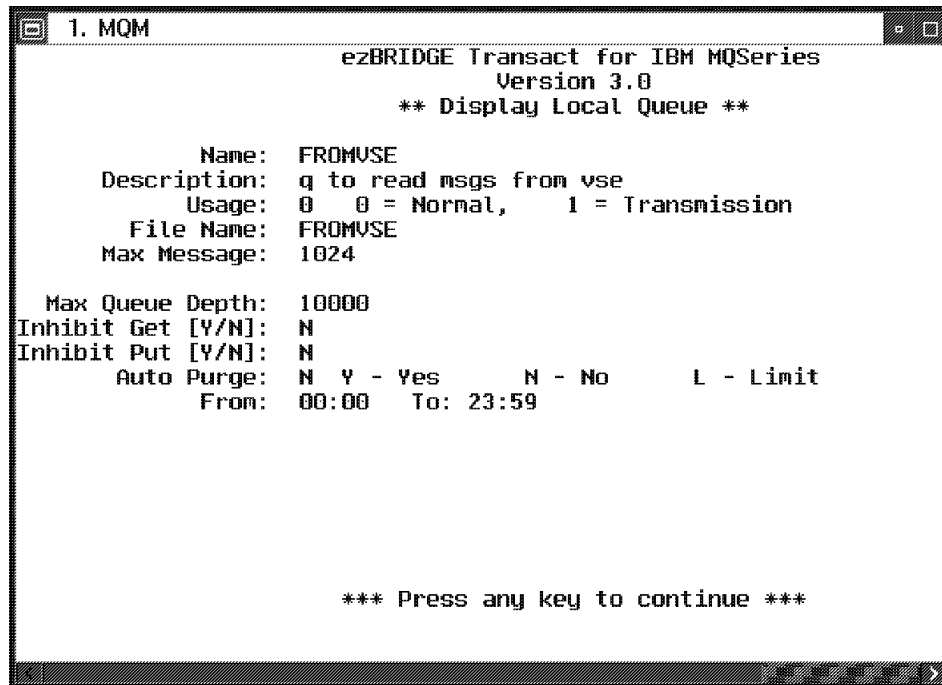 1. MQM
ezBRIDGE Transact for IBM MQSeries
Version 3.0
** Display Local Queue **
Name: FROMVSE
Description: q to read msgs from vse
Usage: 0 0 = Normal, 1 = Transmission
File Name: FROMVSE
Max Message: 1024
Max Queue Depth: 10000
Inhibit Get [Y/N]: N
Inhibit Put [Y/N]: N
Auto Purge: N Y - Yes N - No L - Limit
From: 00:00 To: 23:59
*** Press any key to continue ***